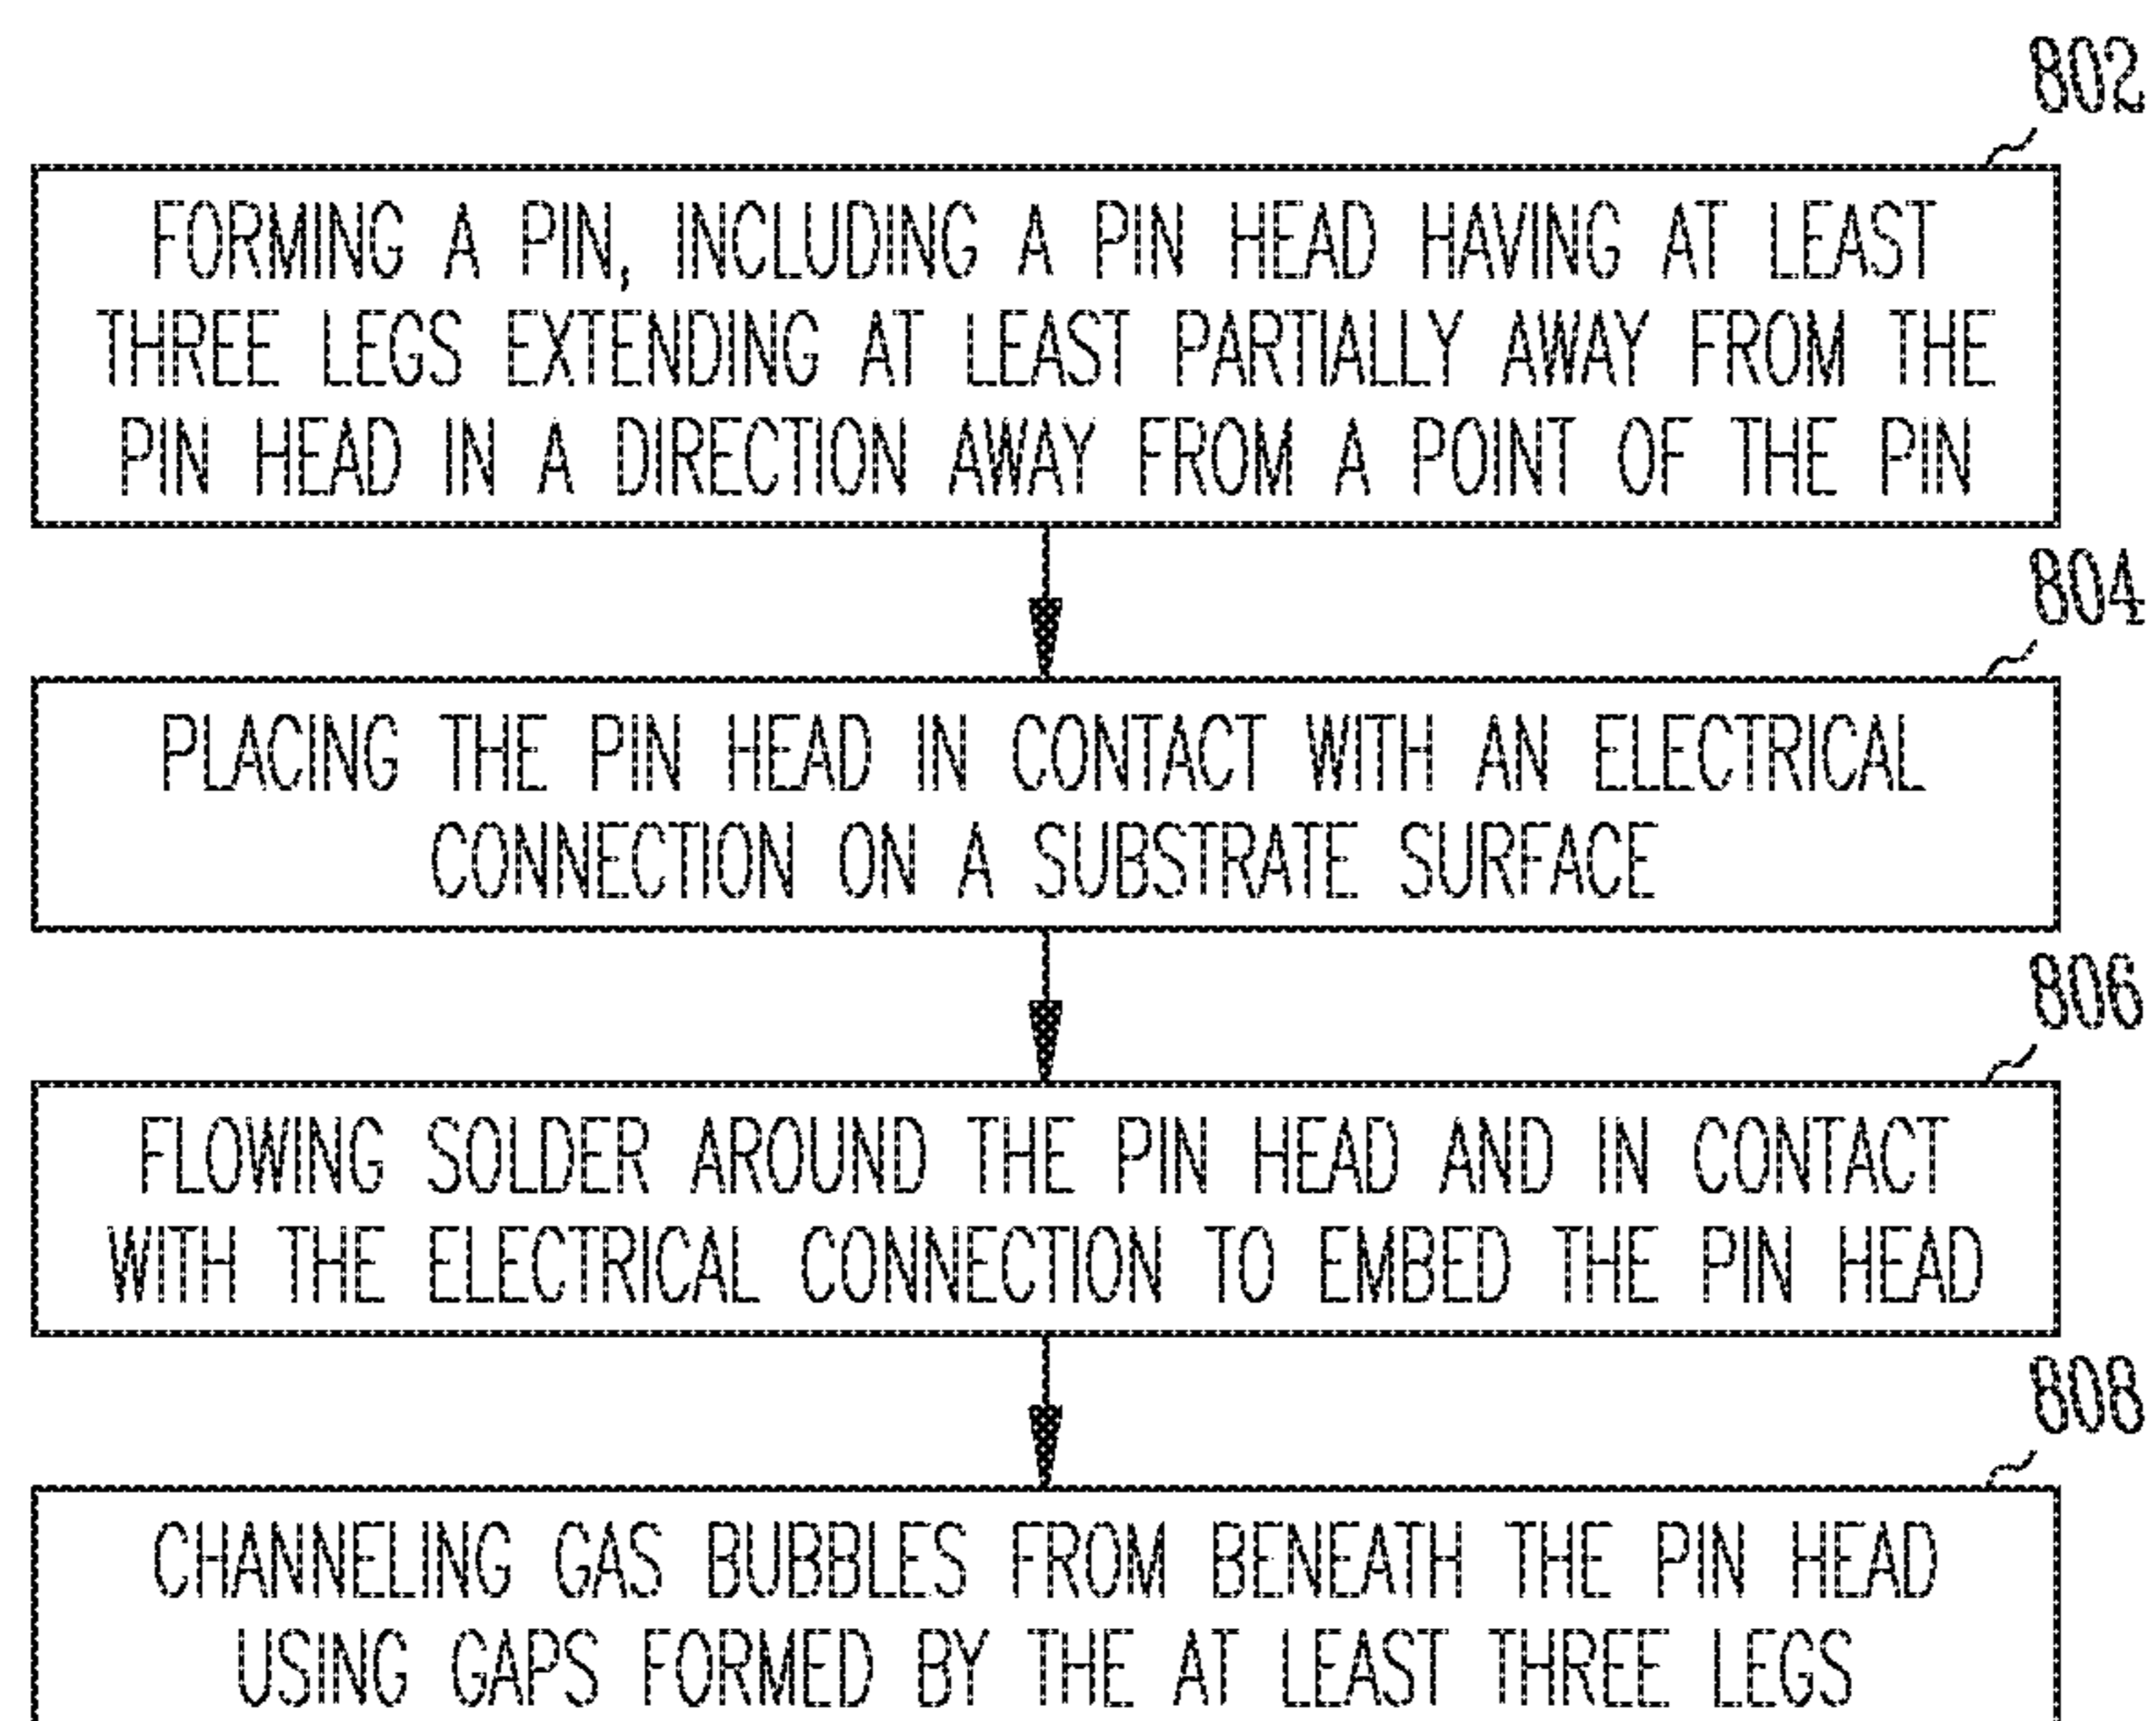 802
FORMING A PIN, INCLUDING A PIN HEAD HAVING AT LEAST
THREE LEGS EXTENDING AT LEAST PARTIALLY AWAY FROM THE
PIN HEAD IN A DIRECTION AWAY FROM A POINT OF THE PIN
804
PLACING THE PIN HEAD IN CONTACT WITH AN ELECTRICAL
CONNECTION ON A SUBSTRATE SURFACE
806
FLOWING SOLDER AROUND THE PIN HEAD AND IN CONTACT
WITH THE ELECTRICAL CONNECTION TO EMBED THE PIN HEAD
808
CHANNELING GAS BUBBLES FROM BENEATH THE PIN HEAD
USING GAPS FORMED BY THE AT LEAST THREE LEGS